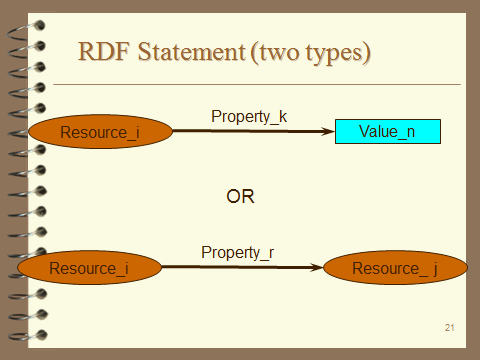 RDF Statement (two types)
Property_k
Resource_i
Value_n
OR
Property_r
Resource_i
Resource_ j
21